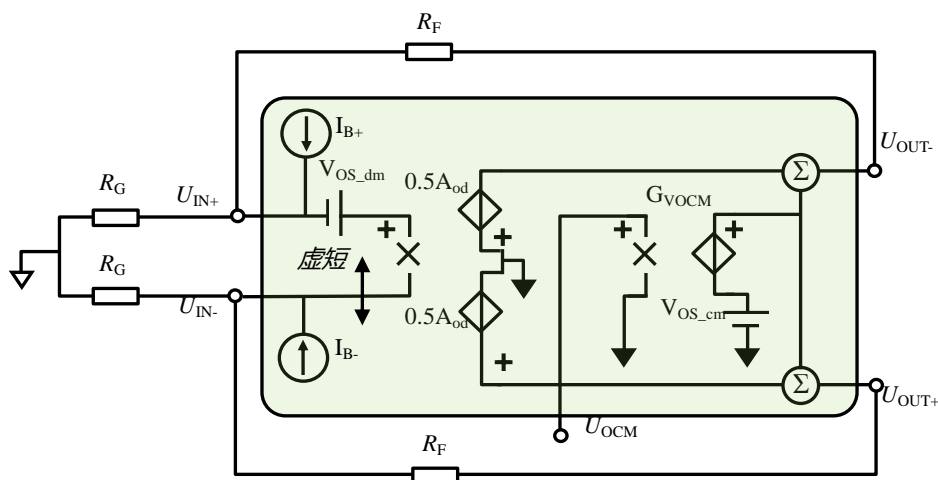 R_F
I_B+
U_OUT-
V_OS_dm
0.5A_od
R_G
U_IN+
G_VOCM
+
+
+
+
Σ
虚短
R_G
U_IN-
0.5A_od
V_OS_cm
I_B-
+
Σ
U_OUT+
U_OCM
R_F